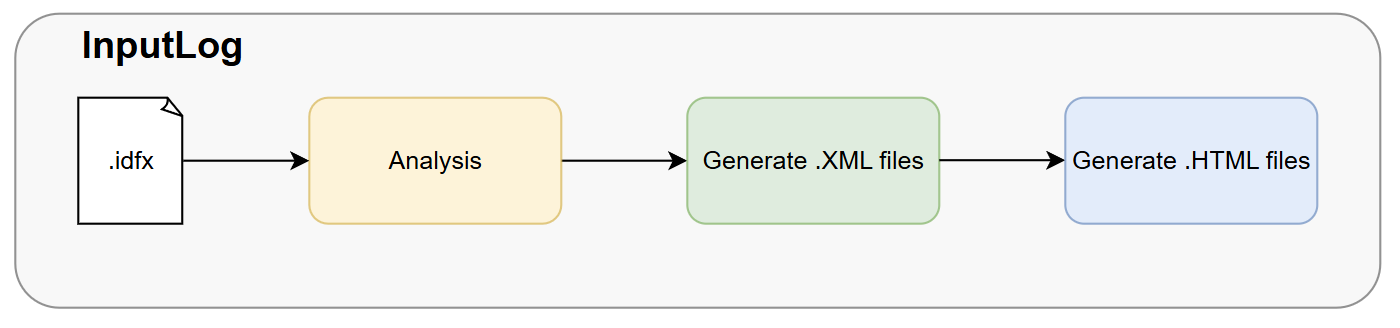 InputLog
.idfx
Analysis
Generate .XML files
Generate .HTML files